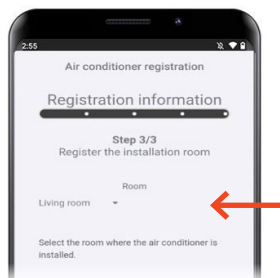 2:55
Air conditioner registration
Registration information
Step 3/3
Register the installation room
Room
Living room
Select the room where the air conditioner is
installed.